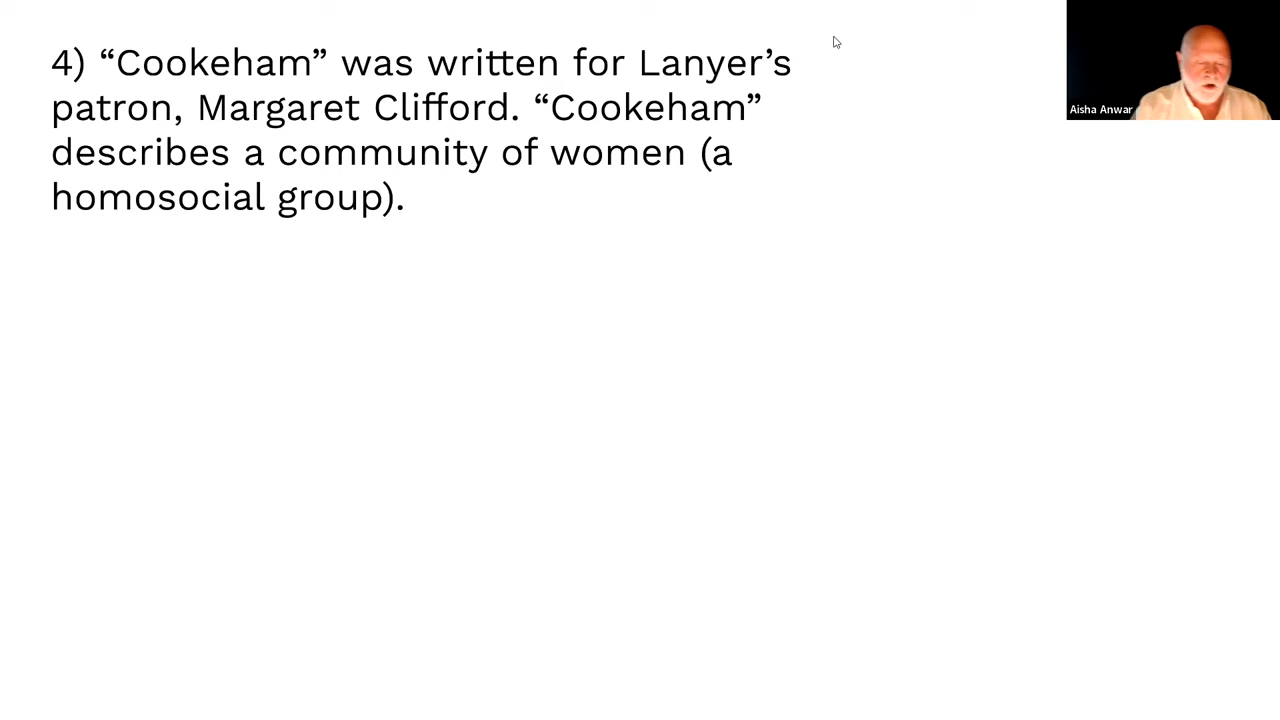 4) “Cookeham” was written for Lanyer’s
patron, Margaret Clifford. “Cookeham”
describes a community of women (a
homosocial group).
Aisha Anwar